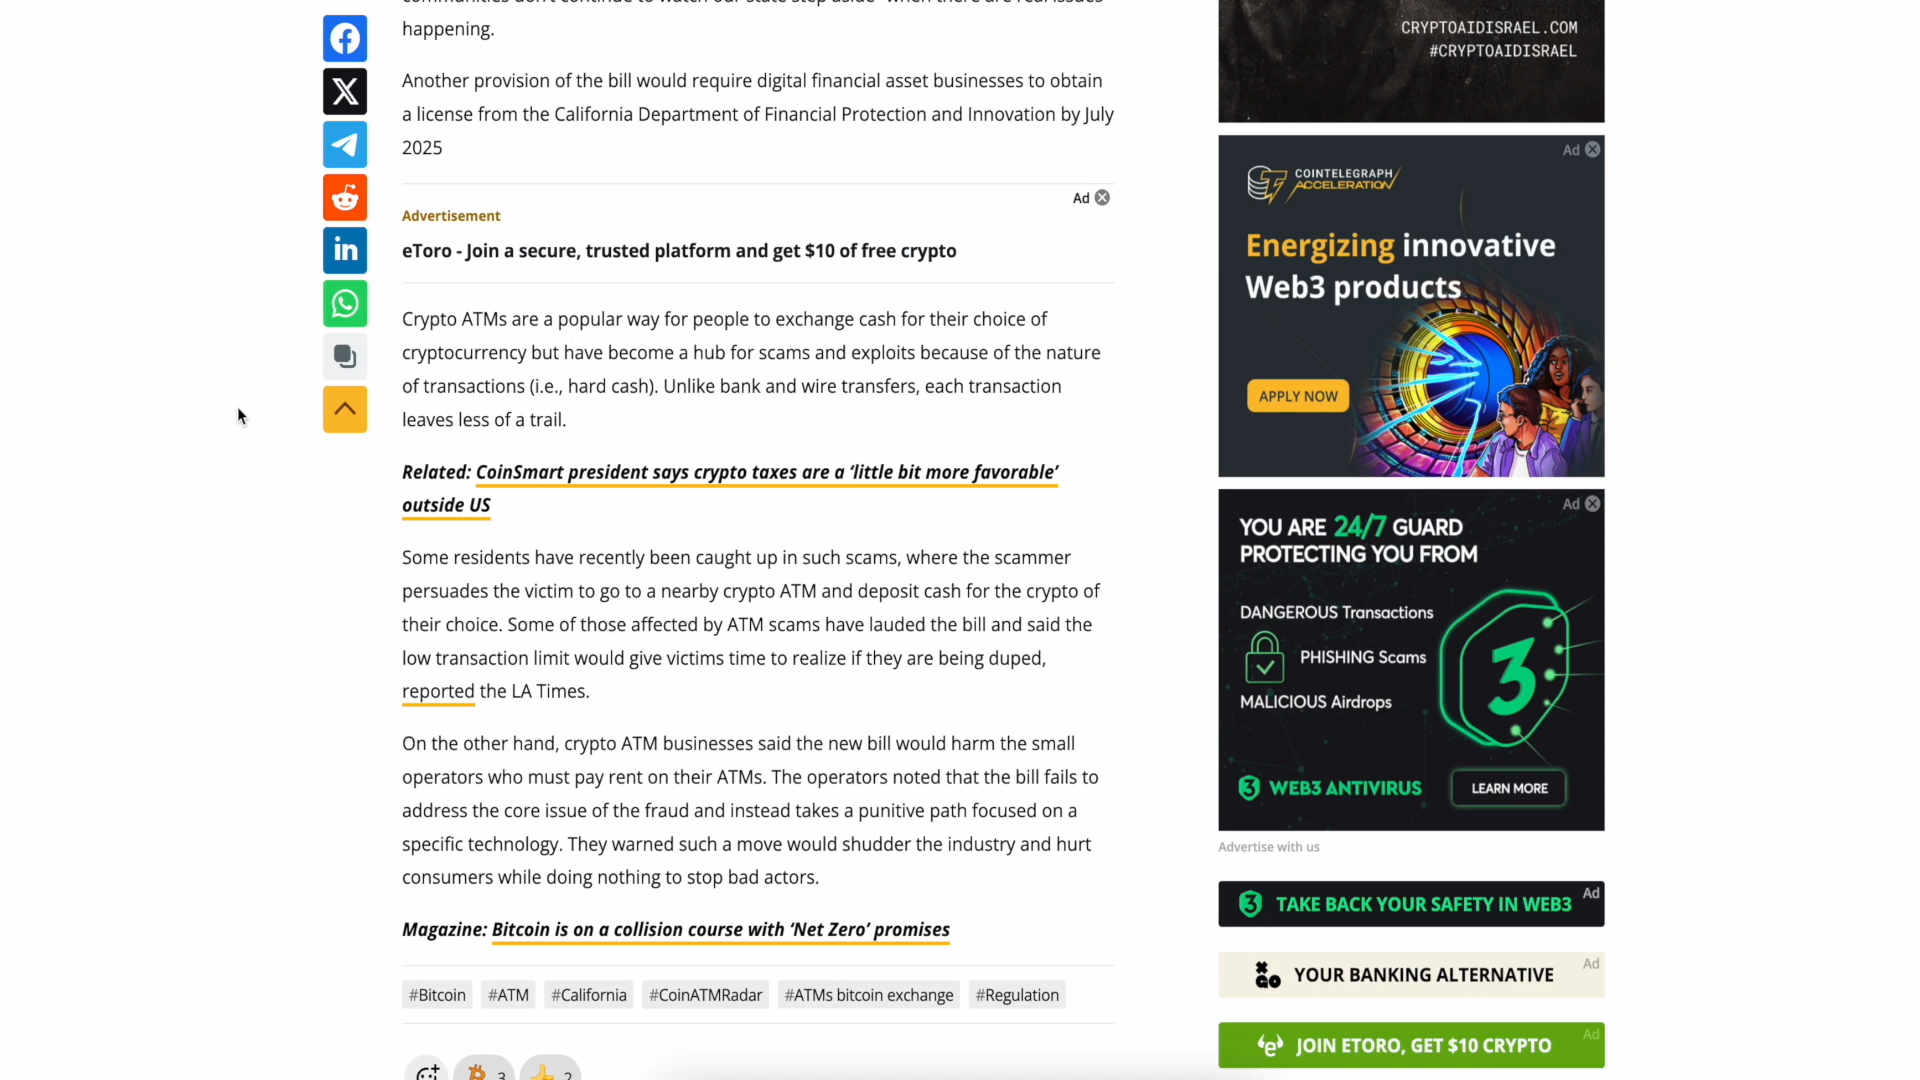 happening.
Another provision of the bill would require digital financial asset businesses to obtain
a license from the California Department of Financial Protection and Innovation by July
2025
Ad
Advertisement
eToro - Join a secure, trusted platform and get $10 of free crypto
Crypto ATMs are a popular way for people to exchange cash for their choice of
cryptocurrency but have become a hub for scams and exploits because of the nature
of transactions (i.e., hard cash). Unlike bank and wire transfers, each transaction
leaves less of a trail.
Related: CoinSmart president says crypto taxes are a ‘little bit more favorable’
outside US
Some residents have recently been caught up in such scams, where the scammer
persuades the victim to go to a nearby crypto ATM and deposit cash for the crypto of
their choice. Some of those affected by ATM scams have lauded the bill and said the
low transaction limit would give victims time to realize if they are being duped,
reported the LA Times.
On the other hand, crypto ATM businesses said the new bill would harm the small
operators who must pay rent on their ATMs. The operators noted that the bill fails to
address the core issue of the fraud and instead takes a punitive path focused on a
specific technology. They warned such a move would shudder the industry and hurt
consumers while doing nothing to stop bad actors.
Magazine: Bitcoin is on a collision course with ‘Net Zero’ promises
#Bitcoin #ATM #California #CoinATMRadar #ATMs bitcoin exchange #Regulation
3 2
CRYPTOAIDISRAEL.COM
#CRYPTOAIDISRAEL
Ad
COINTELEGRAPH
ACCELERATION
Energizing innovative
Web3 products
APPLY NOW
Ad
YOU ARE 24/7 GUARD
PROTECTING YOU FROM
DANGEROUS Transactions
PHISHING Scams
MALICIOUS Airdrops
3
WEB3 ANTIVIRUS
LEARN MORE
Advertise with us
TAKE BACK YOUR SAFETY IN WEB3
Ad
YOUR BANKING ALTERNATIVE
Ad
JOIN ETORO, GET $10 CRYPTO
Ad